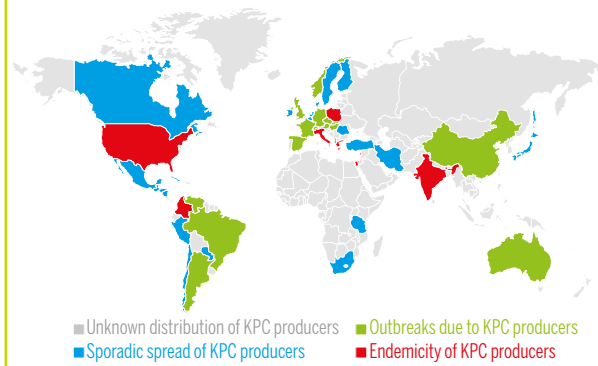 Unknown distribution of KPC producers
Outbreaks due to KPC producers
Sporadic spread of KPC producers
Endemicity of KPC producers